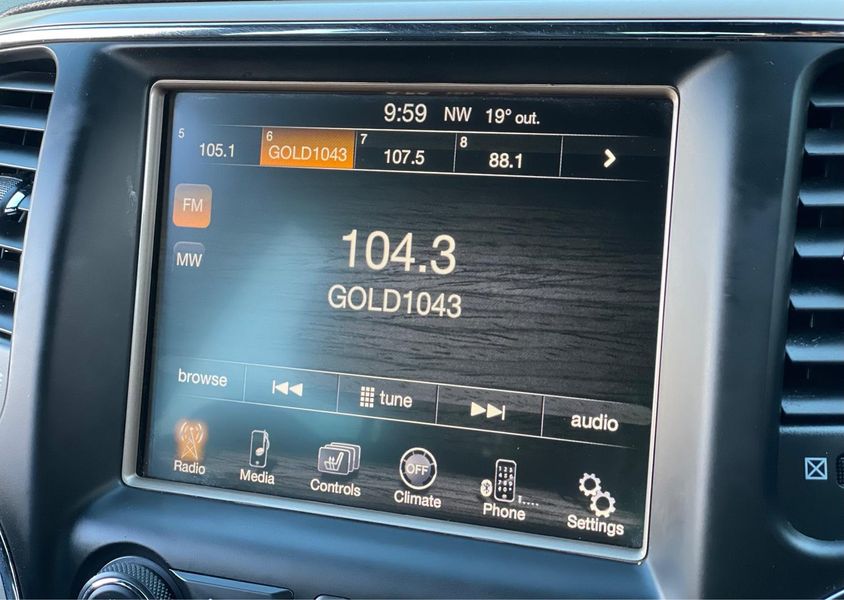 9:59 NW 19° out.
5 105.1 6 GOLD1043 7 107.5 8 88.1
FM
MW
104.3
GOLD1043
browse tune audio
Radio Media Controls OFF Climate Phone Settings